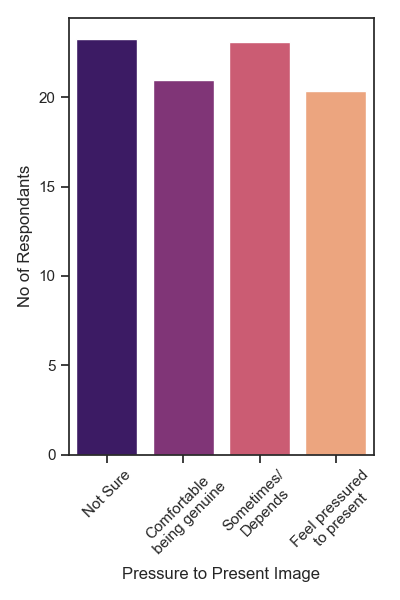 No of Respondants
20
15
10
5
0
Not Sure
Comfortable
being genuine
Sometimes/
Depends
Feel pressured
to present
Pressure to Present Image